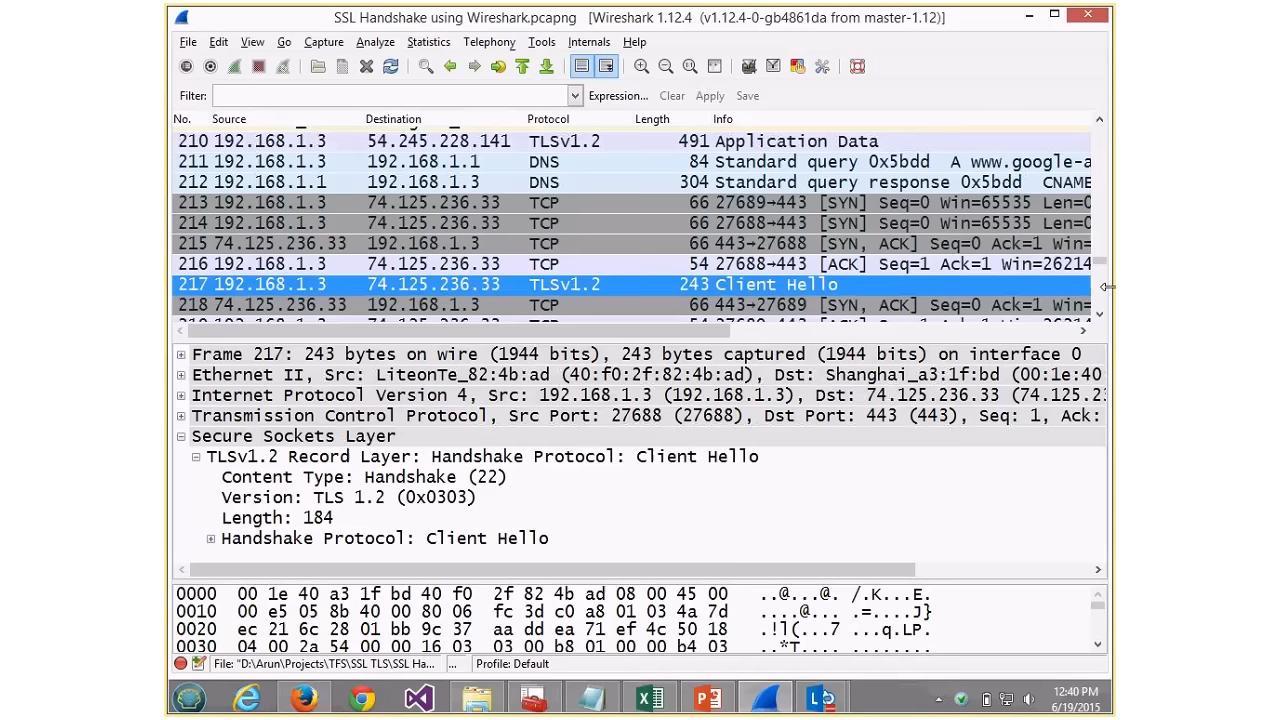 SSL Handshake using Wireshark.pcapng [Wireshark 1.12.4 (v1.12.4-0-gb4861da from master-1.12)]
File Edit View Go Capture Analyze Statistics Telephony Tools Internals Help
Filter: Expression... Clear Apply Save
No. Source Destination Protocol Length Info
210 192.168.1.3 54.245.228.141 TLSv1.2 491 Application Data
211 192.168.1.3 192.168.1.1 DNS 84 Standard query 0x5bdd A www.google-a
212 192.168.1.1 192.168.1.3 DNS 304 Standard query response 0x5bdd CNAME
213 192.168.1.3 74.125.236.33 TCP 66 27689→443 [SYN] Seq=0 Win=65535 Len=0
214 192.168.1.3 74.125.236.33 TCP 66 27688→443 [SYN] Seq=0 Win=65535 Len=0
215 74.125.236.33 192.168.1.3 TCP 66 443→27688 [SYN, ACK] Seq=0 Ack=1 Win=
216 192.168.1.3 74.125.236.33 TCP 54 27688→443 [ACK] Seq=1 Ack=1 Win=26214
217 192.168.1.3 74.125.236.33 TLSv1.2 243 Client Hello
218 74.125.236.33 192.168.1.3 TCP 66 443→27689 [SYN, ACK] Seq=0 Ack=1 Win=
Frame 217: 243 bytes on wire (1944 bits), 243 bytes captured (1944 bits) on interface 0
Ethernet II, Src: LiteonTe_82:4b:ad (40:f0:2f:82:4b:ad), Dst: Shanghai_a3:1f:bd (00:1e:40
Internet Protocol Version 4, Src: 192.168.1.3 (192.168.1.3), Dst: 74.125.236.33 (74.125.23
Transmission Control Protocol, Src Port: 27688 (27688), Dst Port: 443 (443), Seq: 1, Ack:
Secure Sockets Layer
TLSv1.2 Record Layer: Handshake Protocol: Client Hello
Content Type: Handshake (22)
Version: TLS 1.2 (0x0303)
Length: 184
Handshake Protocol: Client Hello
0000 00 1e 40 a3 1f bd 40 f0 2f 82 4b ad 08 00 45 00 ..@...@. /.K...E.
0010 00 e5 05 8b 40 00 80 06 fc 3d c0 a8 01 03 4a 7d ....@... .=....J}
0020 ec 21 6c 28 01 bb 9c 37 aa dd ea 71 ef 4c 50 18 .!l(...7 ...q.LP.
0030 04 00 2a 54 00 00 16 03 03 00 b8 01 00 00 b4 03 ..*T.... ........
File: "D:\Arun\Projects\TFS\SSL TLS\SSL Ha... ... Profile: Default
12:40 PM
6/19/2015